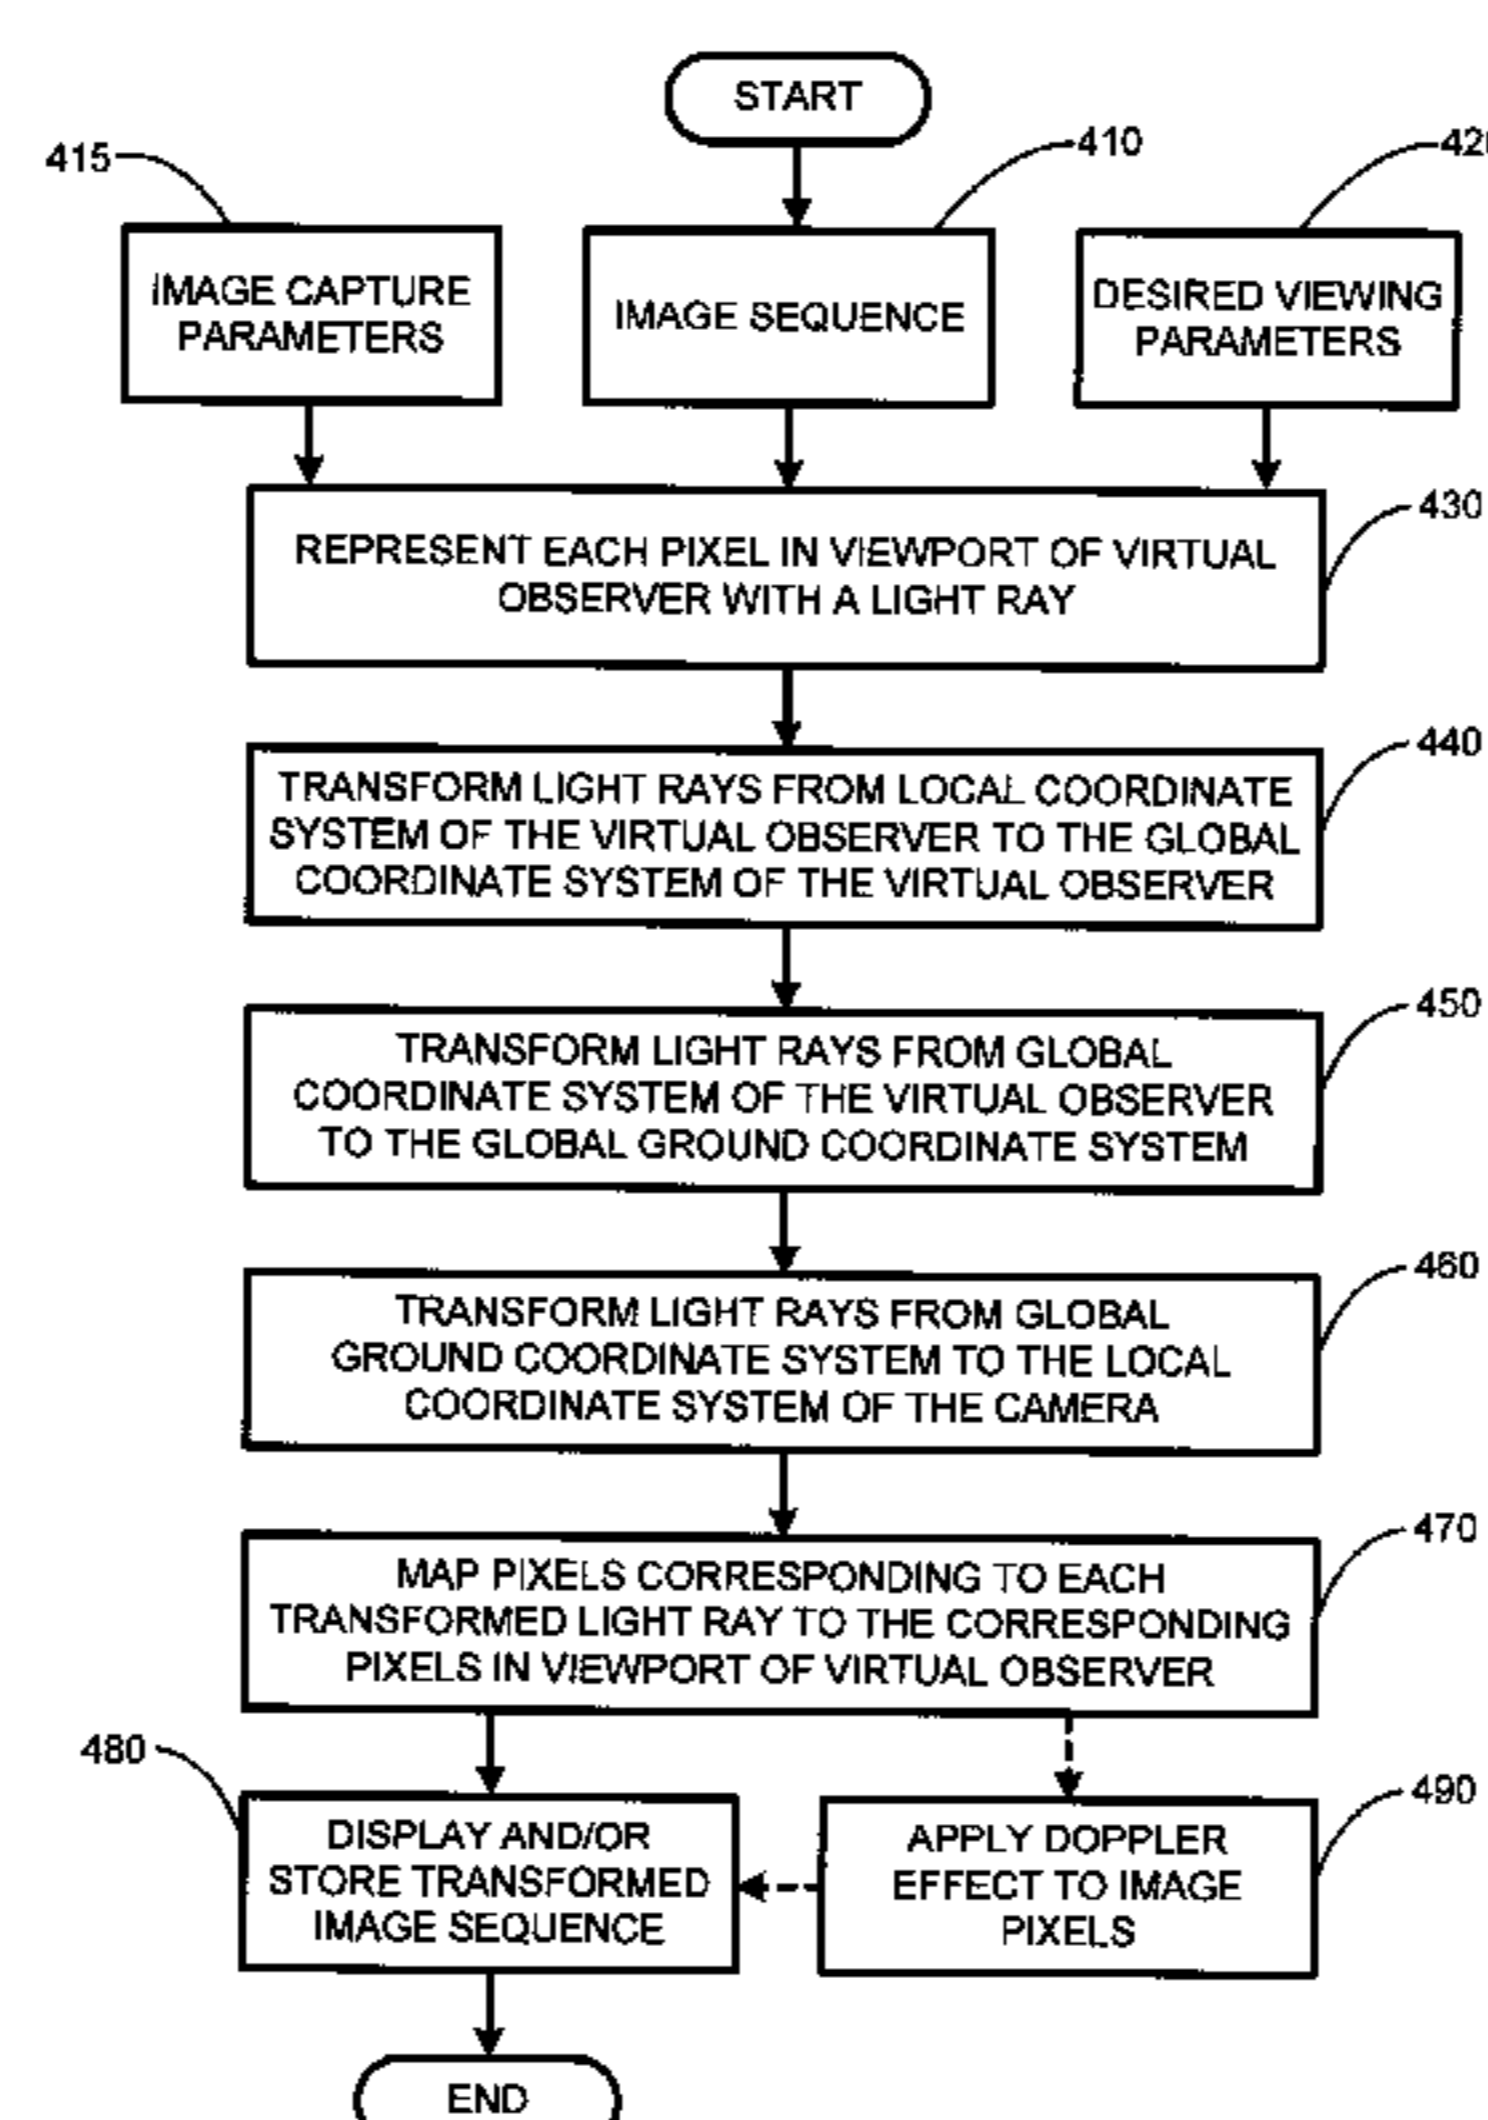 START
415
410
420
IMAGE CAPTURE
PARAMETERS
IMAGE SEQUENCE
DESIRED VIEWING
PARAMETERS
430
REPRESENT EACH PIXEL IN VIEWPORT OF VIRTUAL
OBSERVER WITH A LIGHT RAY
440
TRANSFORM LIGHT RAYS FROM LOCAL COORDINATE
SYSTEM OF THE VIRTUAL OBSERVER TO THE GLOBAL
COORDINATE SYSTEM OF THE VIRTUAL OBSERVER
450
TRANSFORM LIGHT RAYS FROM GLOBAL
COORDINATE SYSTEM OF THE VIRTUAL OBSERVER
TO THE GLOBAL GROUND COORDINATE SYSTEM
460
TRANSFORM LIGHT RAYS FROM GLOBAL
GROUND COORDINATE SYSTEM TO THE LOCAL
COORDINATE SYSTEM OF THE CAMERA
470
MAP PIXELS CORRESPONDING TO EACH
TRANSFORMED LIGHT RAY TO THE CORRESPONDING
PIXELS IN VIEWPORT OF VIRTUAL OBSERVER
480
490
DISPLAY AND/OR
STORE TRANSFORMED
IMAGE SEQUENCE
APPLY DOPPLER
EFFECT TO IMAGE
PIXELS
END